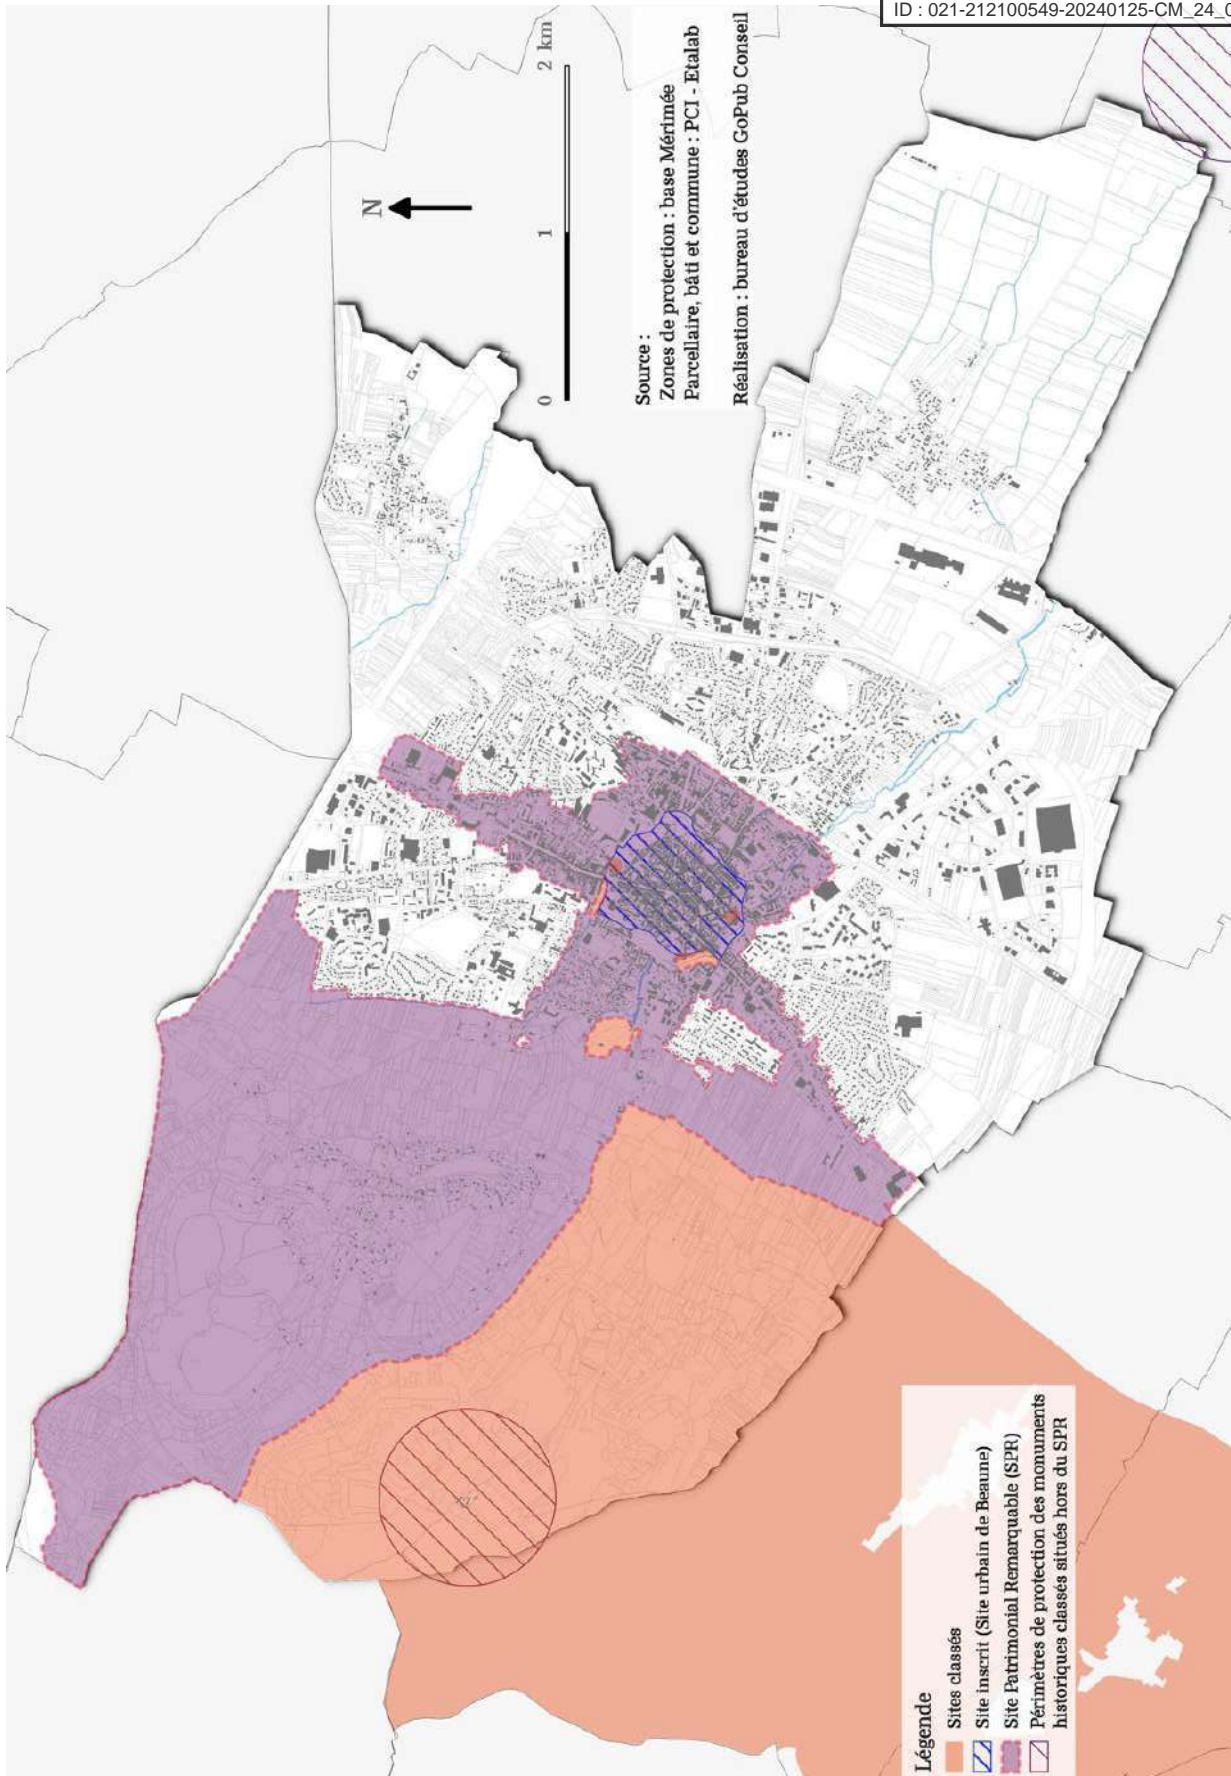 ID : 021-212100549-20240125-CM_24_0
N
0 1 2 km
Source :
Zones de protection : base Mérimée
Parcellaire, bâti et commune : PCI - Etalab
Réalisation : bureau d'études GoPub Conseil
Légende
Sites classés
Site inscrit (Site urbain de Beaune)
Site Patrimonial Remarquable (SPR)
Périmètres de protection des monuments
historiques classés situés hors du SPR